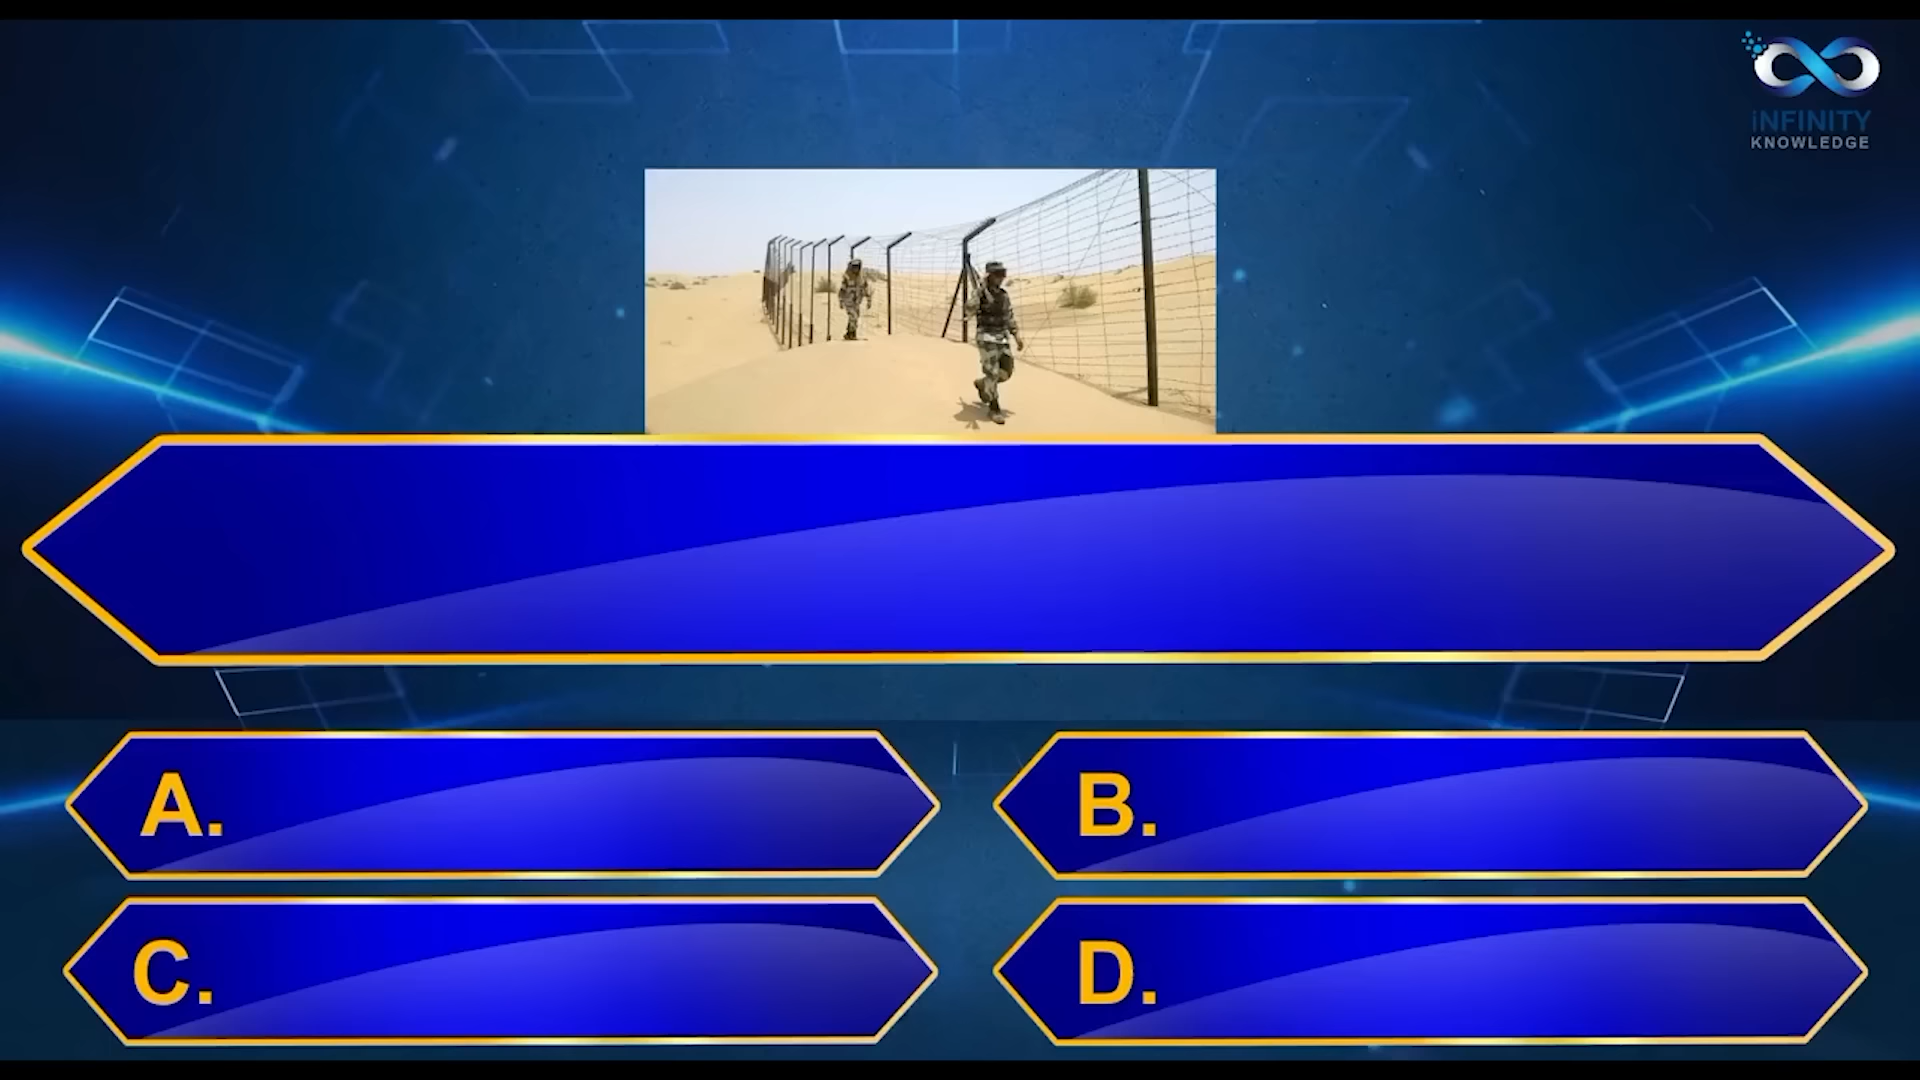 iNFINITY
KNOWLEDGE
A.
B.
C.
D.